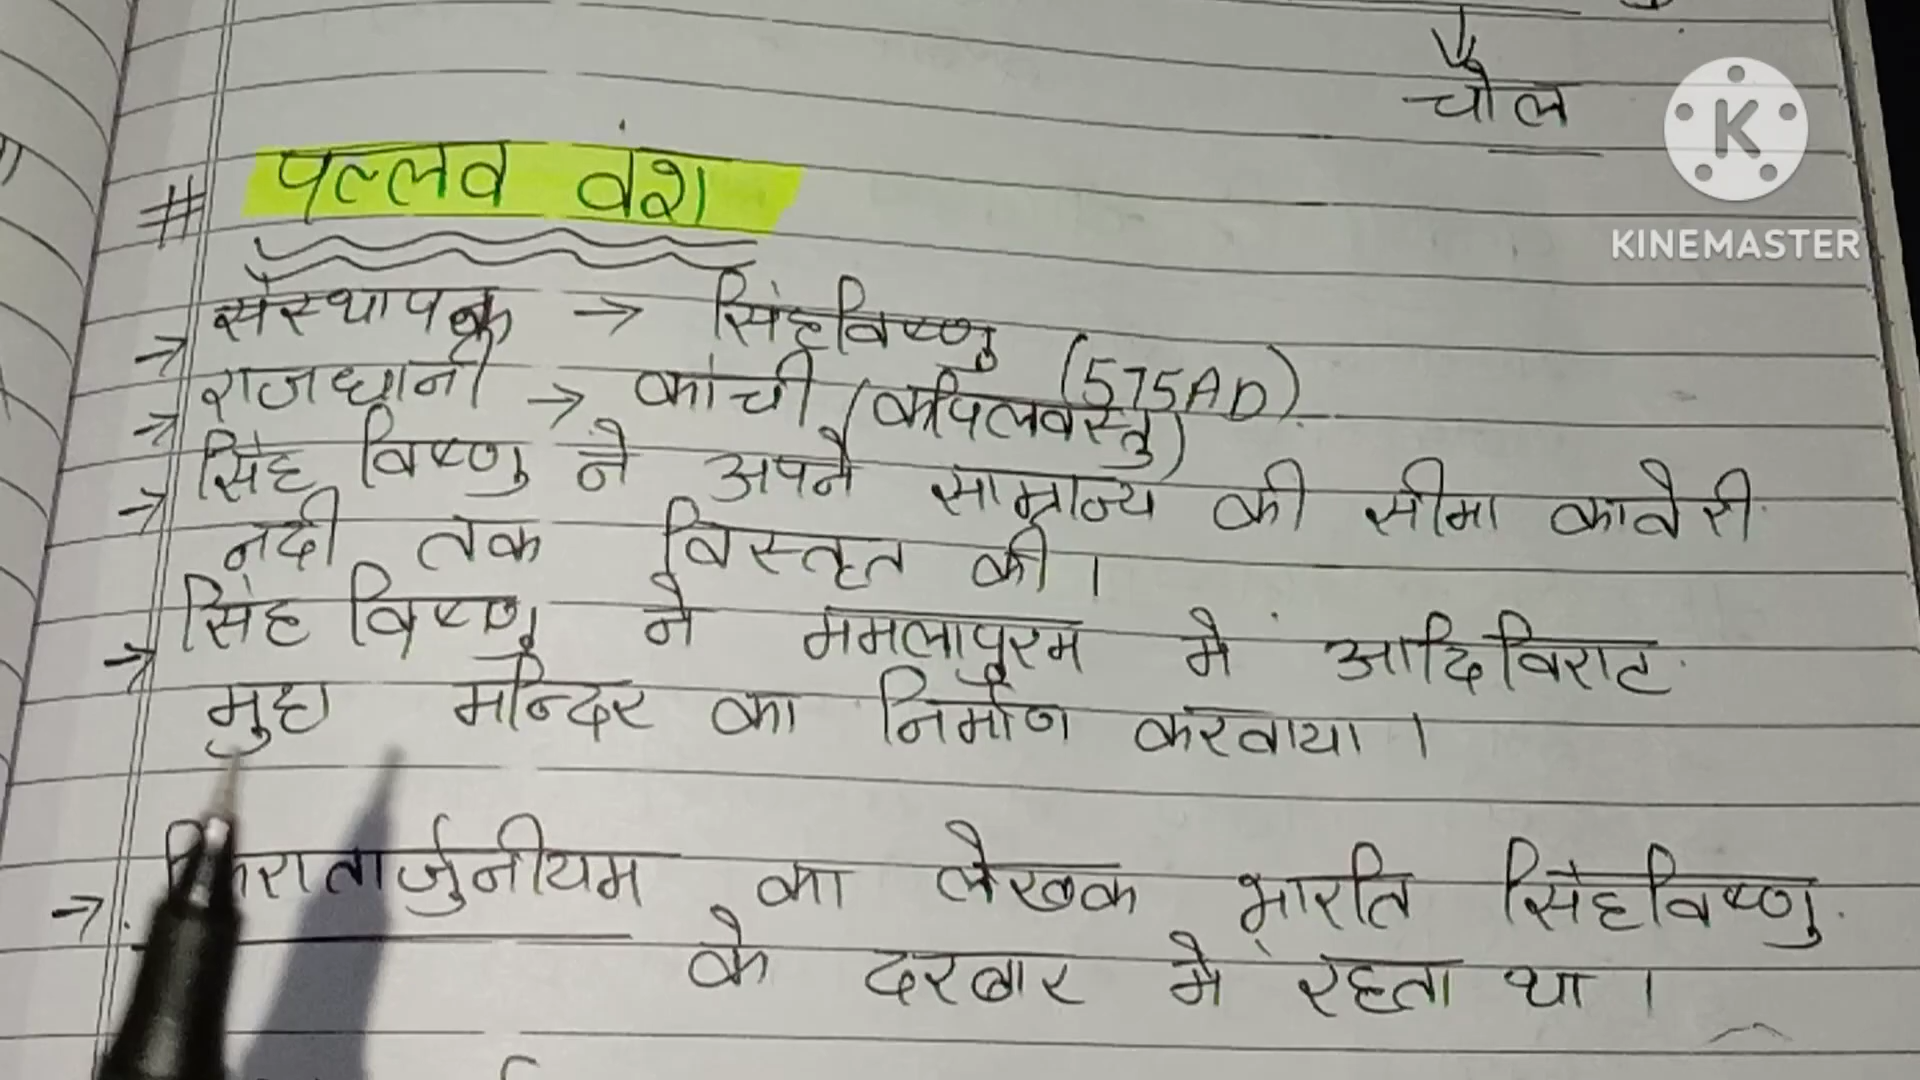 चोल
KINEMASTER
# पल्लव वंश
→ संस्थापक → सिंहविष्णु (575AD)
→ राजधानी → कांची (कपिलवस्तु)
→ सिंह विष्णु ने अपने साम्राज्य की सीमा कावेरी
नदी तक विस्तृत की।
→ सिंह विष्णु ने ममलापुरम में आदिविराट
मुद्दा मन्दिर का निर्माण करवाया।
→ किरातार्जुनीयम का लेखक भारति सिंहविष्णु
के दरबार में रहता था।